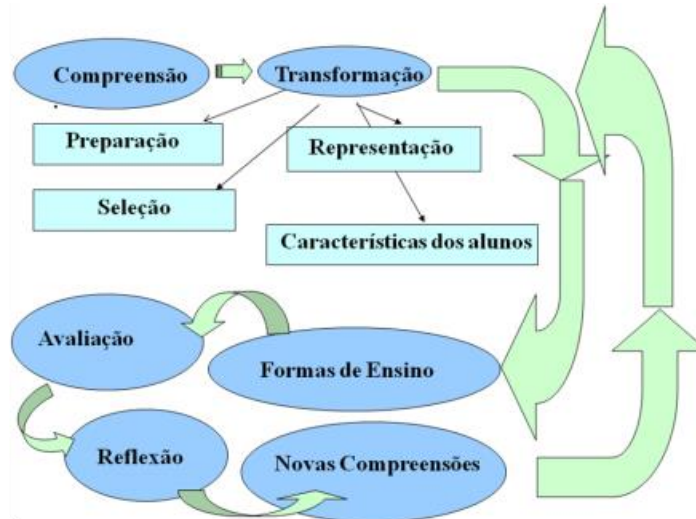 Compreensão
Transformação
Preparação
Representação
Seleção
Características dos alunos
Avaliação
Formas de Ensino
Reflexão
Novas Compreensões